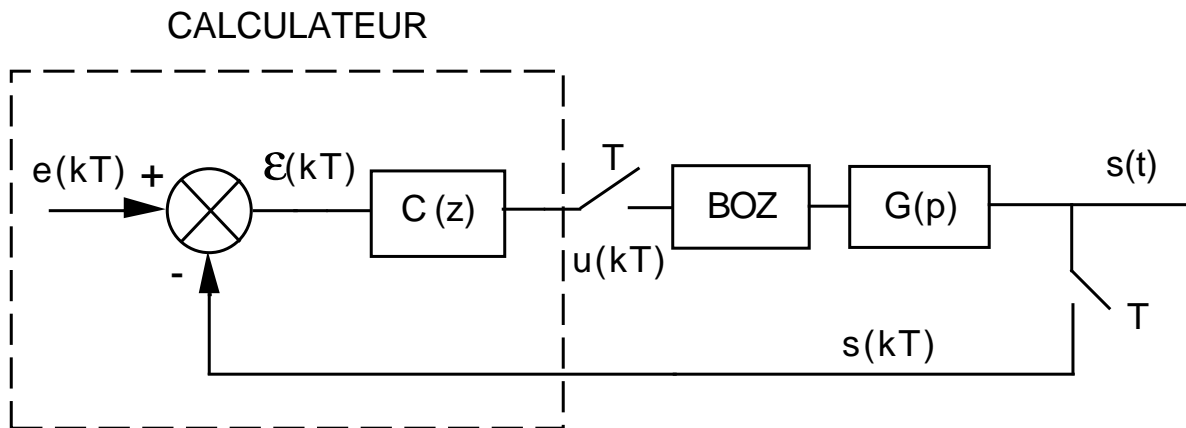 CALCULATEUR
e(kT)
+
ε(kT)
C(z)
T
u(kT)
BOZ
G(p)
s(t)
-
T
s(kT)